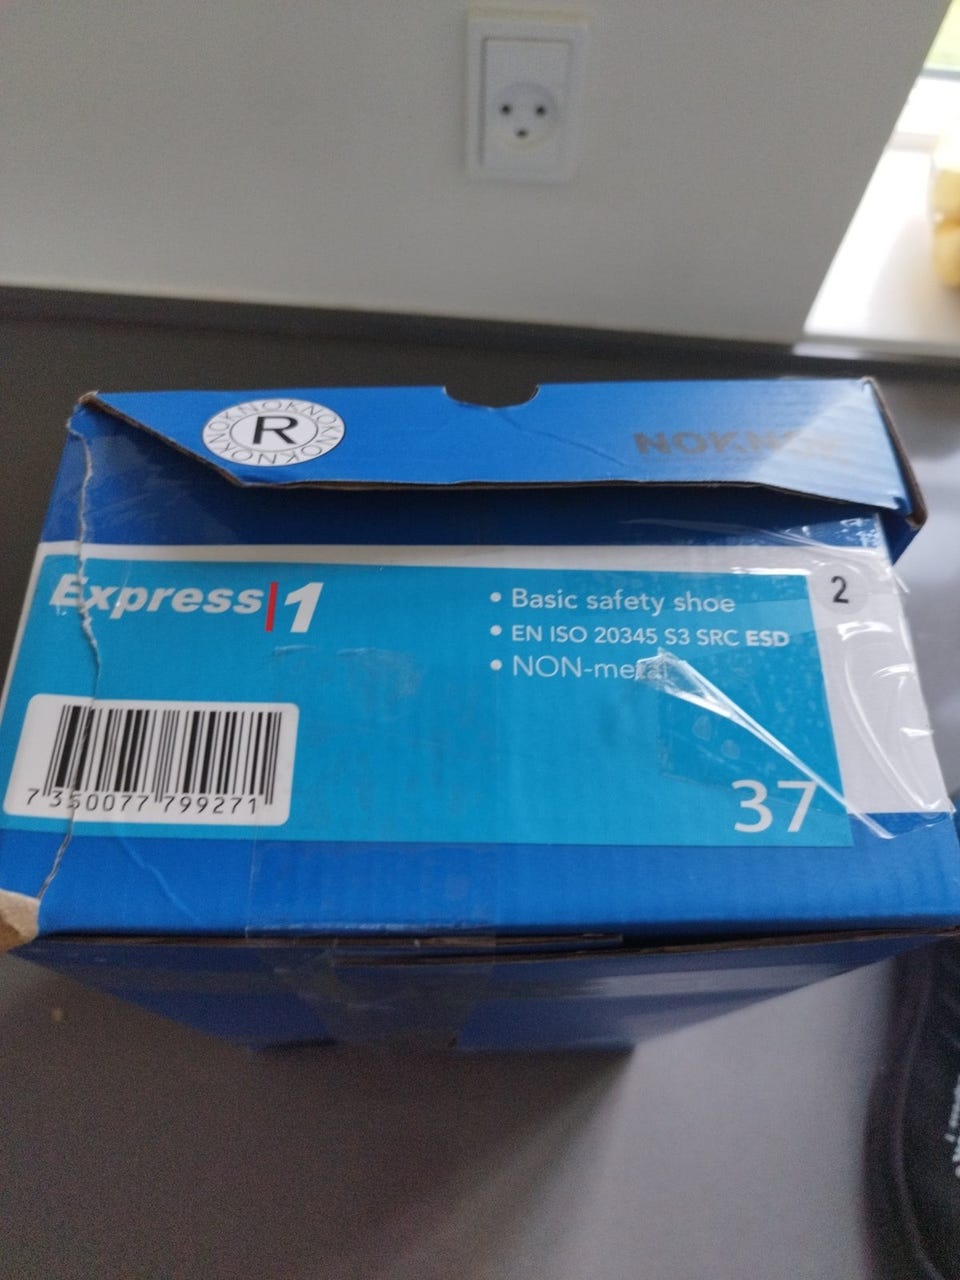 NOKNOKNOKNOKNOKNOK
R
NOKNOK
Express|1
2
• Basic safety shoe
• EN ISO 20345 S3 SRC ESD
• NON-metal
7 350077 799271
37